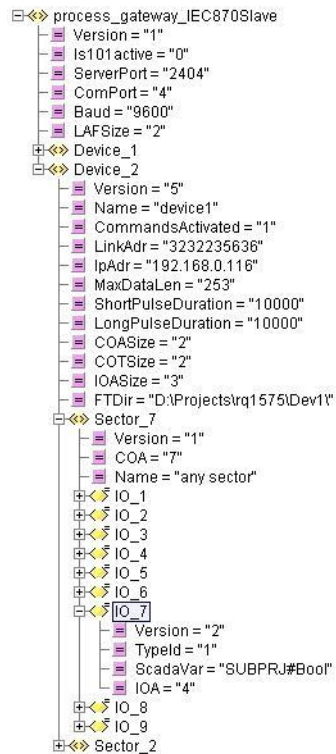 process_gateway_IEC870Slave
Version = "1"
Is101active = "0"
ServerPort = "2404"
ComPort = "4"
Baud = "9600"
LAFSize = "2"
Device_1
Device_2
Version = "5"
Name = "device1"
CommandsActivated = "1"
LinkAdr = "3232235636"
IpAdr = "192.168.0.116"
MaxDataLen = "253"
ShortPulseDuration = "10000"
LongPulseDuration = "10000"
COASize = "2"
COTSize = "2"
IOASize = "3"
FTDir = "D:\Projects\rq1575\Dev1\"
Sector_7
Version = "1"
COA = "7"
Name = "any sector"
IO_1
IO_2
IO_3
IO_4
IO_5
IO_6
IO_7
Version = "2"
TypeId = "1"
ScadaVar = "SUBPRJ#Bool"
IOA = "4"
IO_8
IO_9
Sector_2